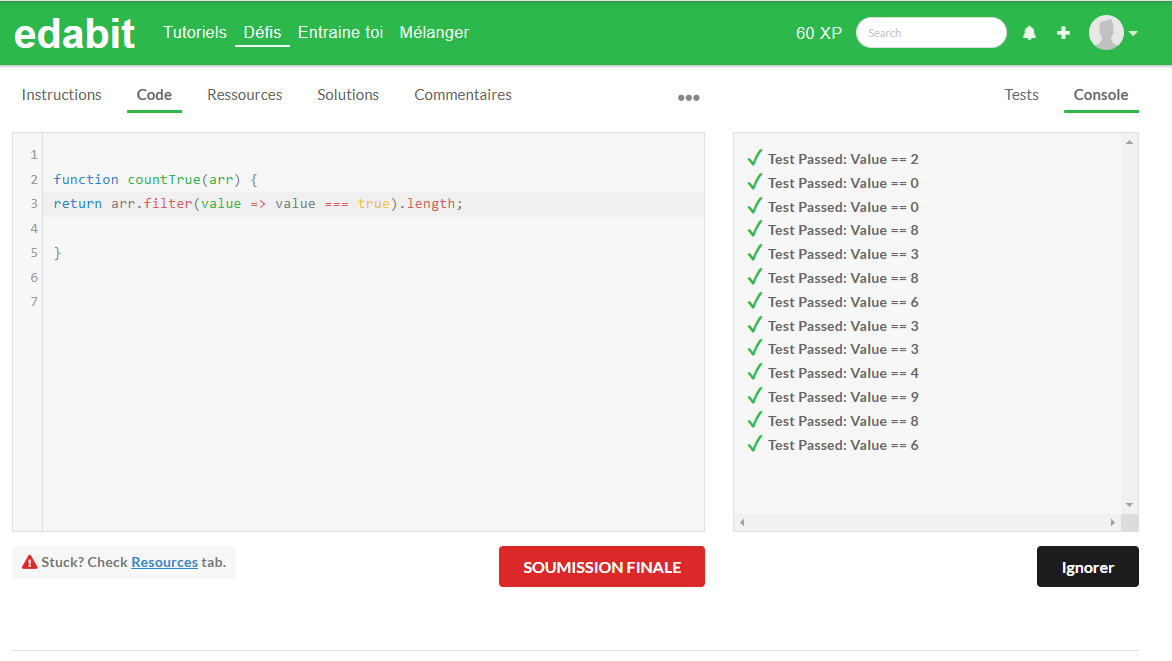 edabit Tutoriels Défis Entraine toi Mélanger 60 XP Search
Instructions Code Ressources Solutions Commentaires ••• Tests Console
1
2 function countTrue(arr) {
3 return arr.filter(value => value === true).length;
4
5 }
6
7
✓ Test Passed: Value == 2
✓ Test Passed: Value == 0
✓ Test Passed: Value == 0
✓ Test Passed: Value == 8
✓ Test Passed: Value == 3
✓ Test Passed: Value == 8
✓ Test Passed: Value == 6
✓ Test Passed: Value == 3
✓ Test Passed: Value == 3
✓ Test Passed: Value == 4
✓ Test Passed: Value == 9
✓ Test Passed: Value == 8
✓ Test Passed: Value == 6
Stuck? Check Resources tab. SOUMISSION FINALE Ignorer